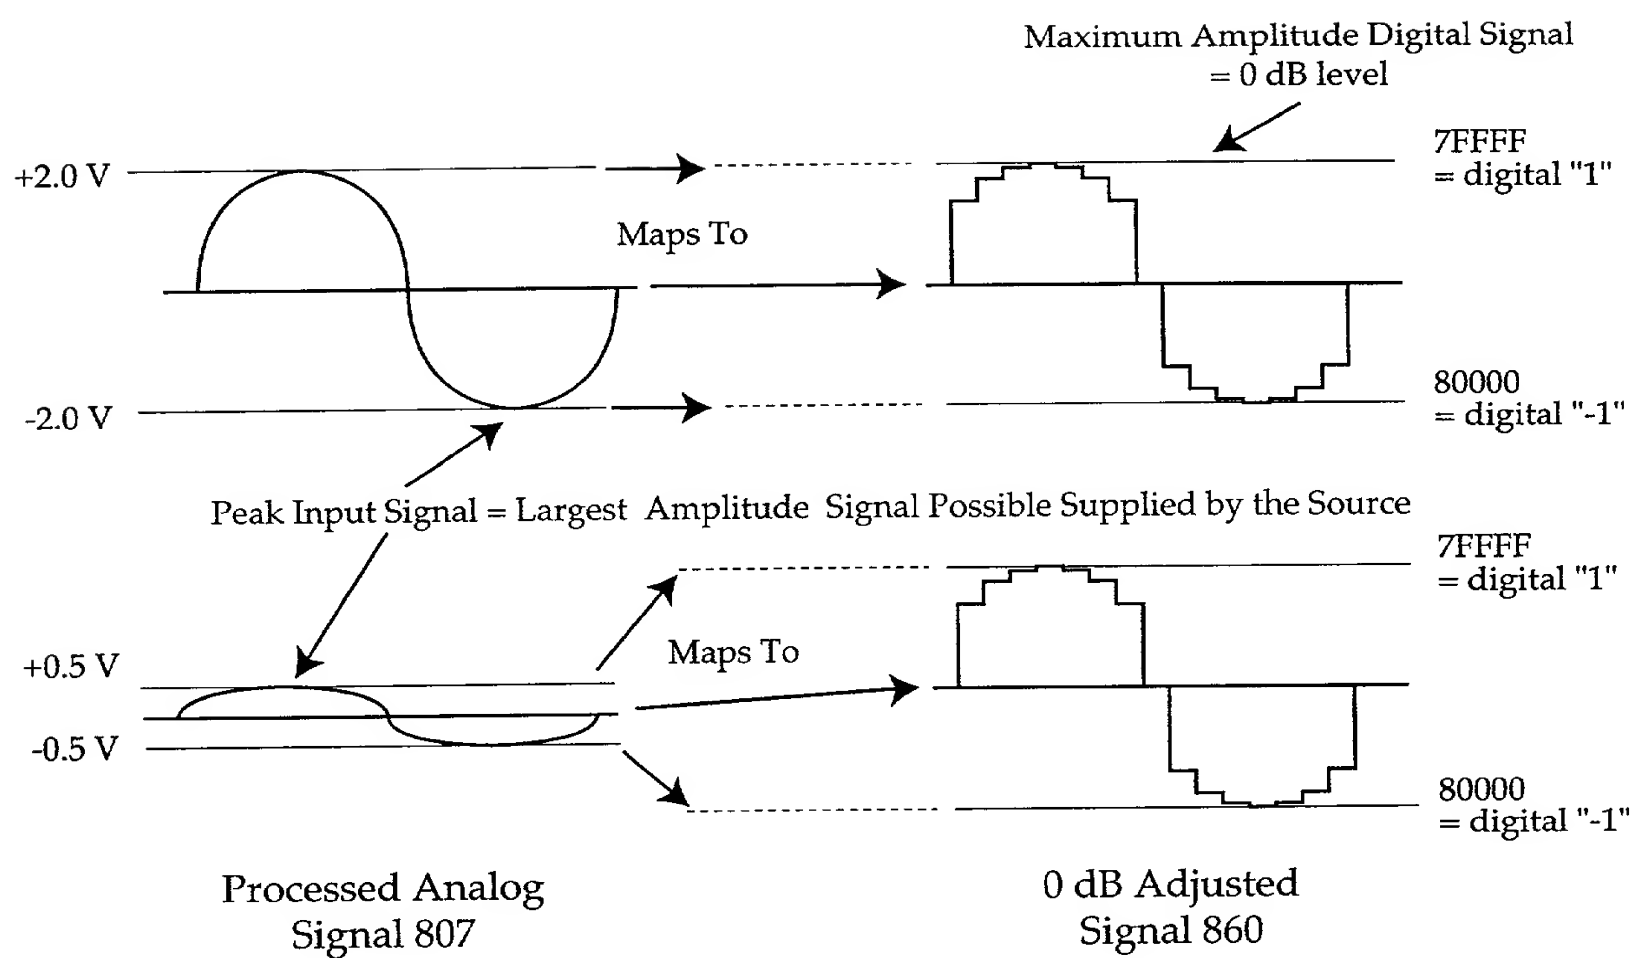 Maximum Amplitude Digital Signal
= 0 dB level
+2.0 V
7FFFF
= digital "1"
Maps To
-2.0 V
80000
= digital "-1"
Peak Input Signal = Largest Amplitude Signal Possible Supplied by the Source
7FFFF
= digital "1"
+0.5 V
Maps To
-0.5 V
80000
= digital "-1"
Processed Analog
Signal 807
0 dB Adjusted
Signal 860